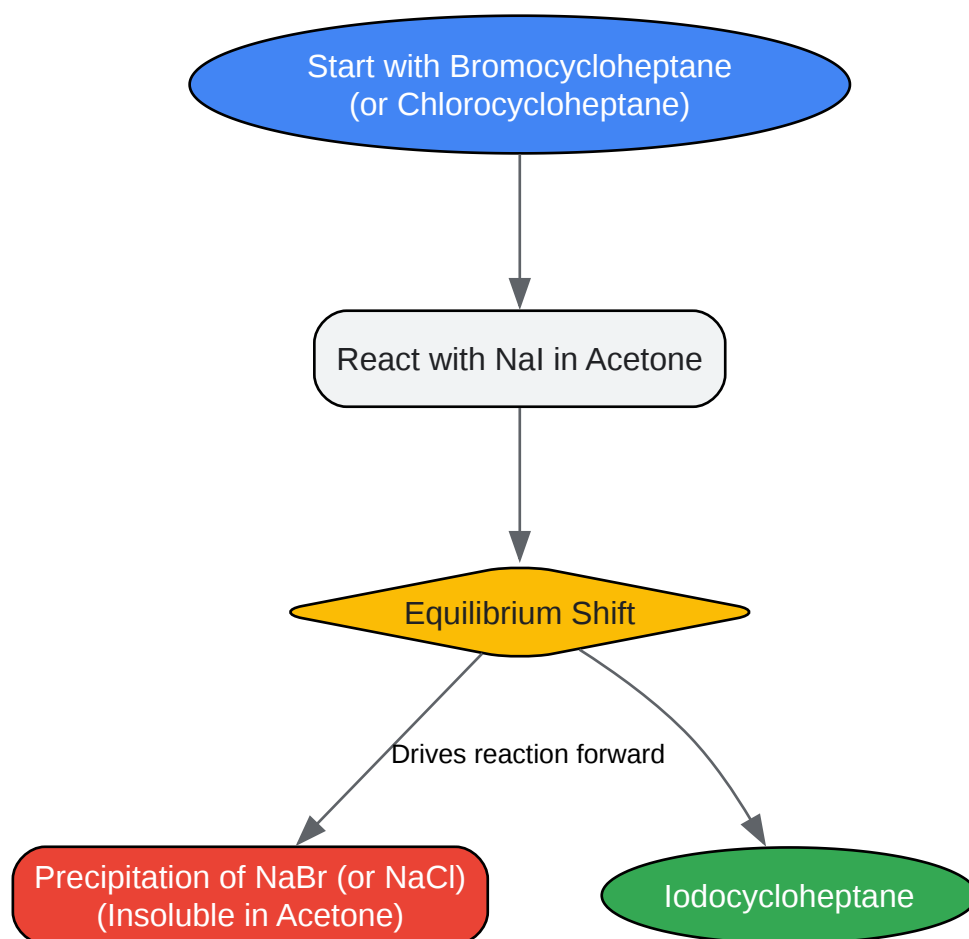 Start with Bromocycloheptane
(or Chlorocycloheptane)
React with NaI in Acetone
Equilibrium Shift
Drives reaction forward
Precipitation of NaBr (or NaCl)
(Insoluble in Acetone)
Iodocycloheptane